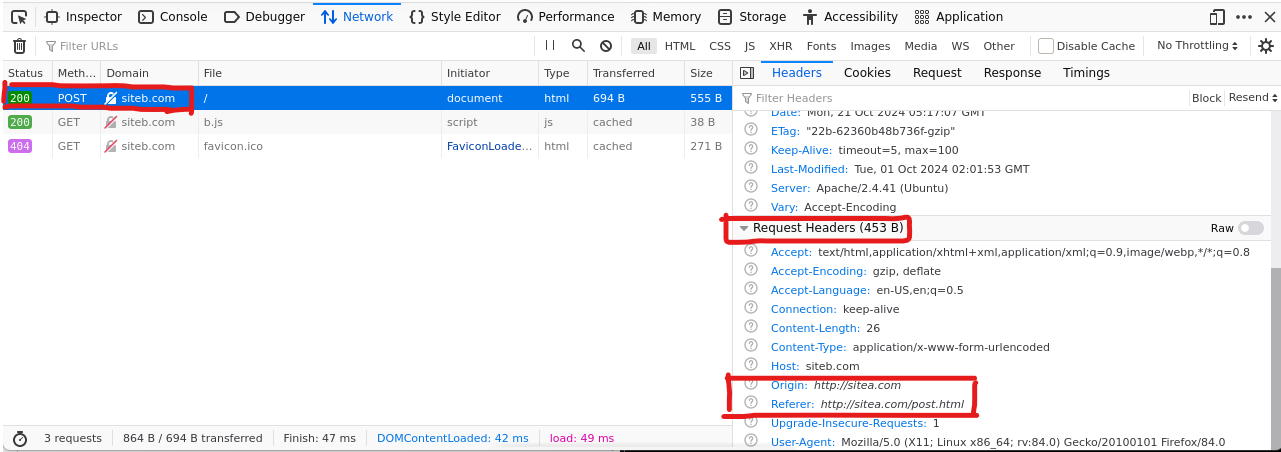 Inspector Console Debugger Network Style Editor Performance Memory Storage Accessibility Application
Filter URLs All HTML CSS JS XHR Fonts Images Media WS Other Disable Cache No Throttling
Status Meth... Domain File Initiator Type Transferred Size
200 POST siteb.com / document html 694 B 555 B
200 GET siteb.com b.js script js cached 38 B
404 GET siteb.com favicon.ico FaviconLoade... html cached 271 B
3 requests 864 B / 694 B transferred Finish: 47 ms DOMContentLoaded: 42 ms load: 49 ms
Headers Cookies Request Response Timings
Filter Headers Block Resend
Date: Mon, 21 Oct 2024 05:17:07 GMT
ETag: "22b-62360b48b736f-gzip"
Keep-Alive: timeout=5, max=100
Last-Modified: Tue, 01 Oct 2024 02:01:53 GMT
Server: Apache/2.4.41 (Ubuntu)
Vary: Accept-Encoding
Request Headers (453 B) Raw
Accept: text/html,application/xhtml+xml,application/xml;q=0.9,image/webp,*/*;q=0.8
Accept-Encoding: gzip, deflate
Accept-Language: en-US,en;q=0.5
Connection: keep-alive
Content-Length: 26
Content-Type: application/x-www-form-urlencoded
Host: siteb.com
Origin: http://sitea.com
Referer: http://sitea.com/post.html
Upgrade-Insecure-Requests: 1
User-Agent: Mozilla/5.0 (X11; Linux x86_64; rv:84.0) Gecko/20100101 Firefox/84.0